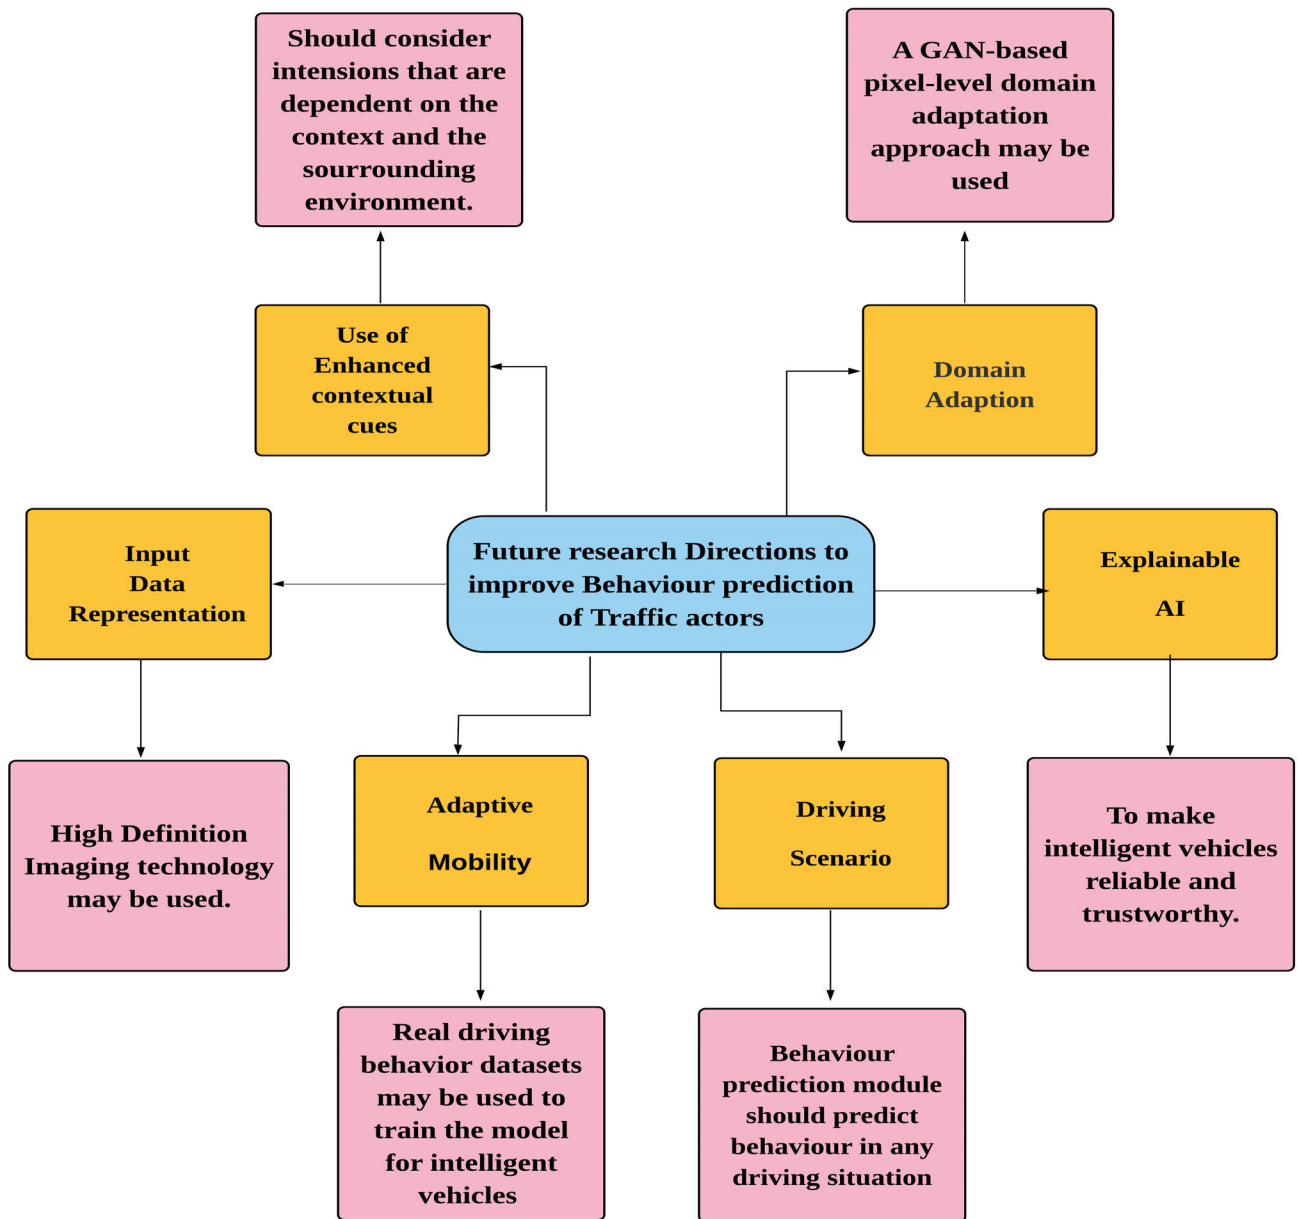 Should consider
intensions that are
dependent on the
context and the
sourrounding
environment.
A GAN-based
pixel-level domain
adaptation
approach may be
used
Use of
Enhanced
contextual
cues
Domain
Adaption
Input
Data
Representation
Future research Directions to
improve Behaviour prediction
of Traffic actors
Explainable
AI
High Definition
Imaging technology
may be used.
Adaptive
Mobility
Driving
Scenario
To make
intelligent vehicles
reliable and
trustworthy.
Real driving
behavior datasets
may be used to
train the model
for intelligent
vehicles
Behaviour
prediction module
should predict
behaviour in any
driving situation